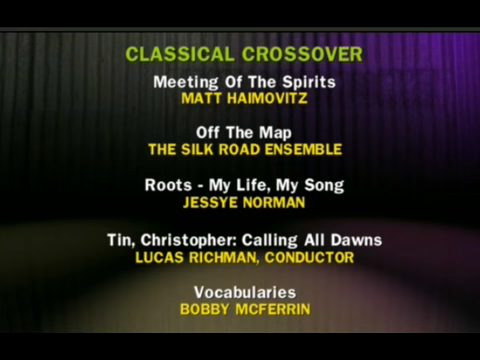 CLASSICAL CROSSOVER
Meeting Of The Spirits
MATT HAIMOVITZ
Off The Map
THE SILK ROAD ENSEMBLE
Roots - My Life, My Song
JESSYE NORMAN
Tin, Christopher: Calling All Dawns
LUCAS RICHMAN, CONDUCTOR
Vocabularies
BOBBY MCFERRIN